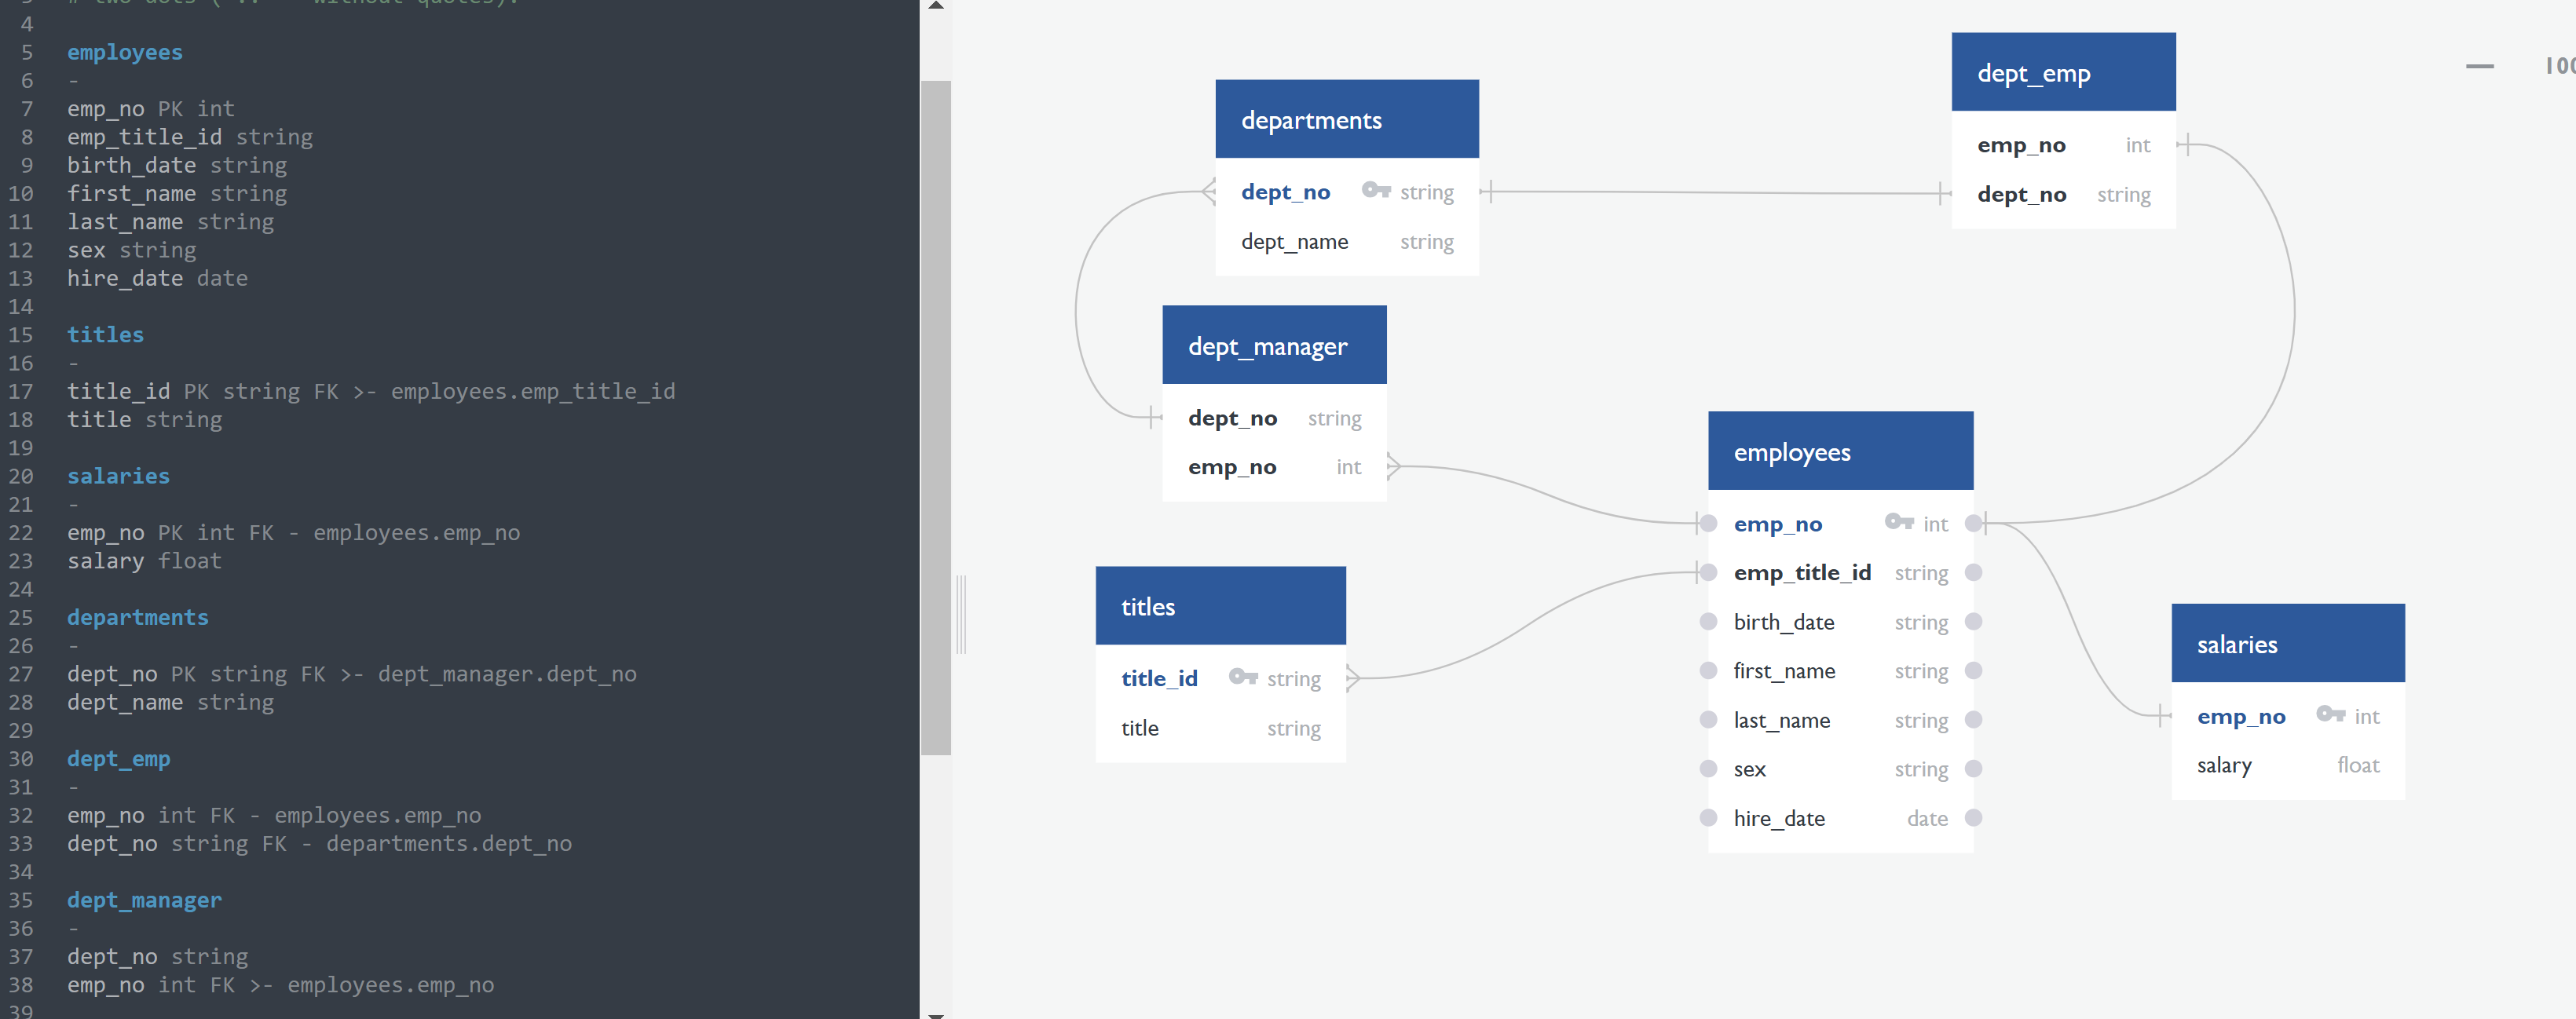 4
5 employees
6 -
7 emp_no PK int
8 emp_title_id string
9 birth_date string
10 first_name string
11 last_name string
12 sex string
13 hire_date date
14
15 titles
16 -
17 title_id PK string FK >- employees.emp_title_id
18 title string
19
20 salaries
21 -
22 emp_no PK int FK - employees.emp_no
23 salary float
24
25 departments
26 -
27 dept_no PK string FK >- dept_manager.dept_no
28 dept_name string
29
30 dept_emp
31 -
32 emp_no int FK - employees.emp_no
33 dept_no string FK - departments.dept_no
34
35 dept_manager
36 -
37 dept_no string
38 emp_no int FK >- employees.emp_no
39
departments
dept_no string
dept_name string
dept_emp
emp_no int
dept_no string
dept_manager
dept_no string
emp_no int
employees
emp_no int
emp_title_id string
birth_date string
first_name string
last_name string
sex string
hire_date date
titles
title_id string
title string
salaries
emp_no int
salary float